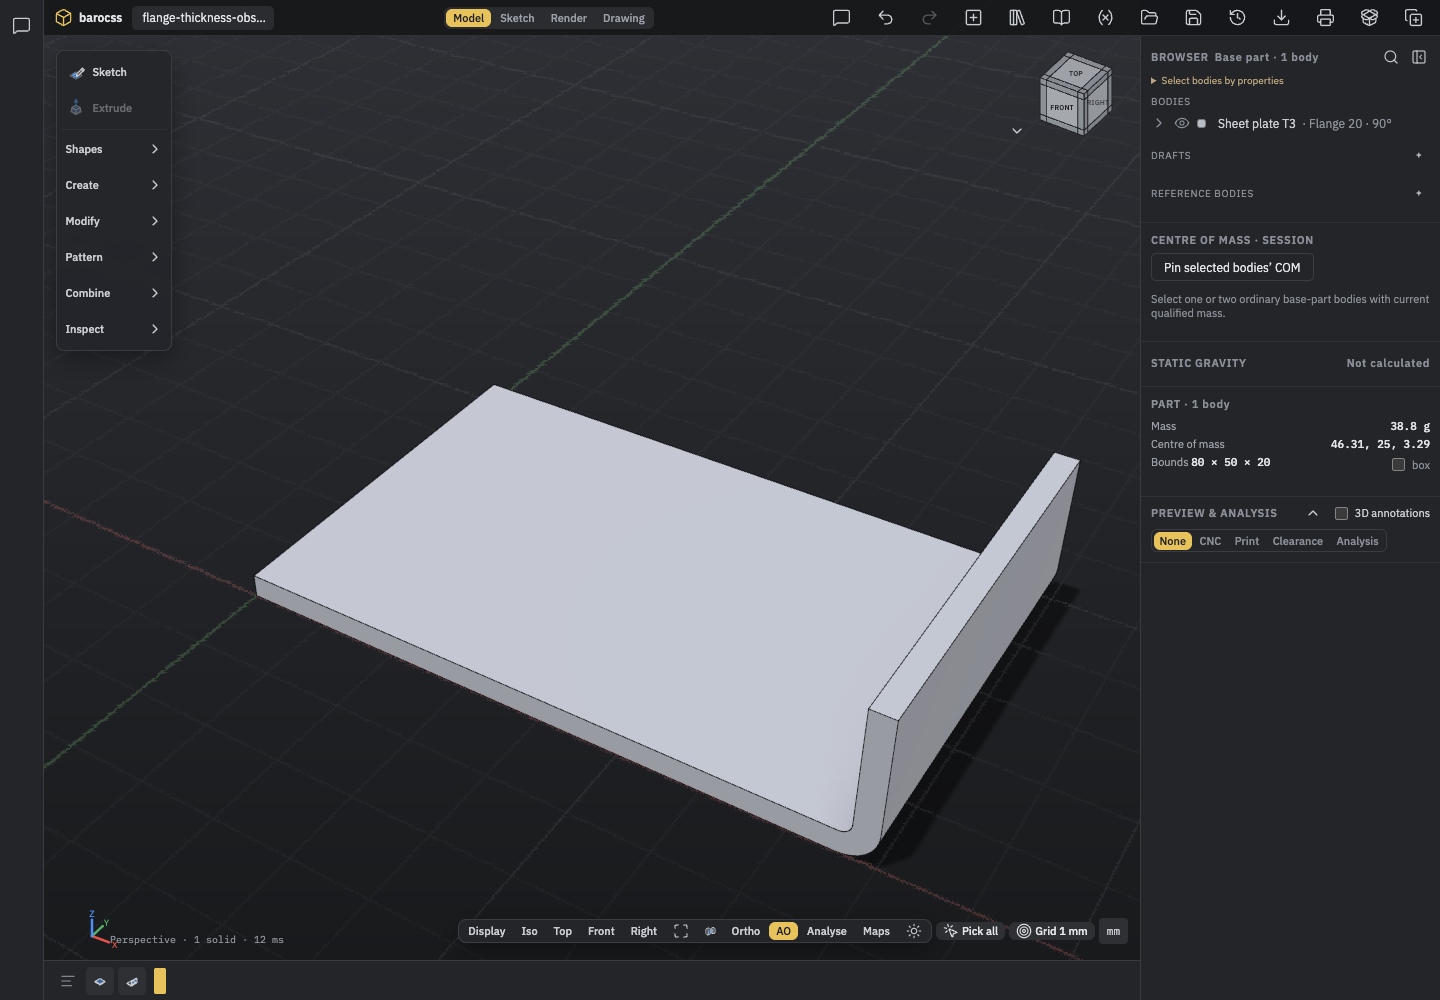 barocss
flange-thickness-obs...
Model Sketch Render Drawing
Sketch
Extrude
Shapes
Create
Modify
Pattern
Combine
Inspect
TOP
FRONT
RIGHT
BROWSER Base part · 1 body
Select bodies by properties
BODIES
Sheet plate T3 · Flange 20 · 90°
DRAFTS
REFERENCE BODIES
CENTRE OF MASS · SESSION
Pin selected bodies’ COM
Select one or two ordinary base-part bodies with current
qualified mass.
STATIC GRAVITY Not calculated
PART · 1 body
Mass 38.8 g
Centre of mass 46.31, 25, 3.29
Bounds 80 × 50 × 20 box
PREVIEW & ANALYSIS 3D annotations
None CNC Print Clearance Analysis
Z
Y
X
Perspective · 1 solid · 12 ms
Display Iso Top Front Right Ortho AO Analyse Maps Pick all Grid 1 mm mm